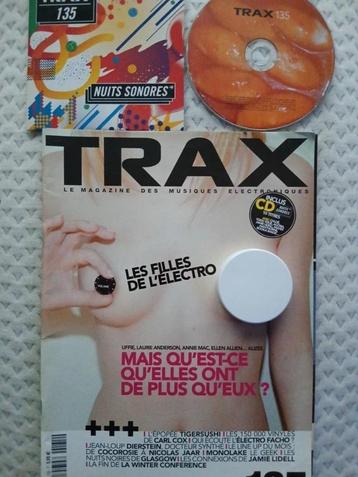 TRAX
135
NUITS SONORES
TRAX135
TRAX
LE MAGAZINE DES MUSIQUES ELECTRONIQUES
INCLUS
CD
LES FILLES
DE L'ÉLECTRO
VOLUME
UFFIE, LAURIE ANDERSON, ANNIE MAC, ELLEN ALLIEN...
MAIS QU'EST-CE
QU'ELLES ONT
DE PLUS QU'EUX ?
+++ L'ÉPOPÉE TIGERSUSHI LES 150 000 VINYLES
DE CARL COX QUI ÉCOUTE L'ÉLECTRO FACHO ?
JEAN-LOUP DIERSTEIN, DOCTEUR SYNTHÉ LE LINE UP DU MOIS :
DE COCOROSIE À NICOLAS JAAR MONOLAKE LE GEEK LES
NUITS NOIRES DE GLASGOW LES CONNEXIONS DE JAMIE LIDELL
LA FIN DE LA WINTER CONFERENCE
135